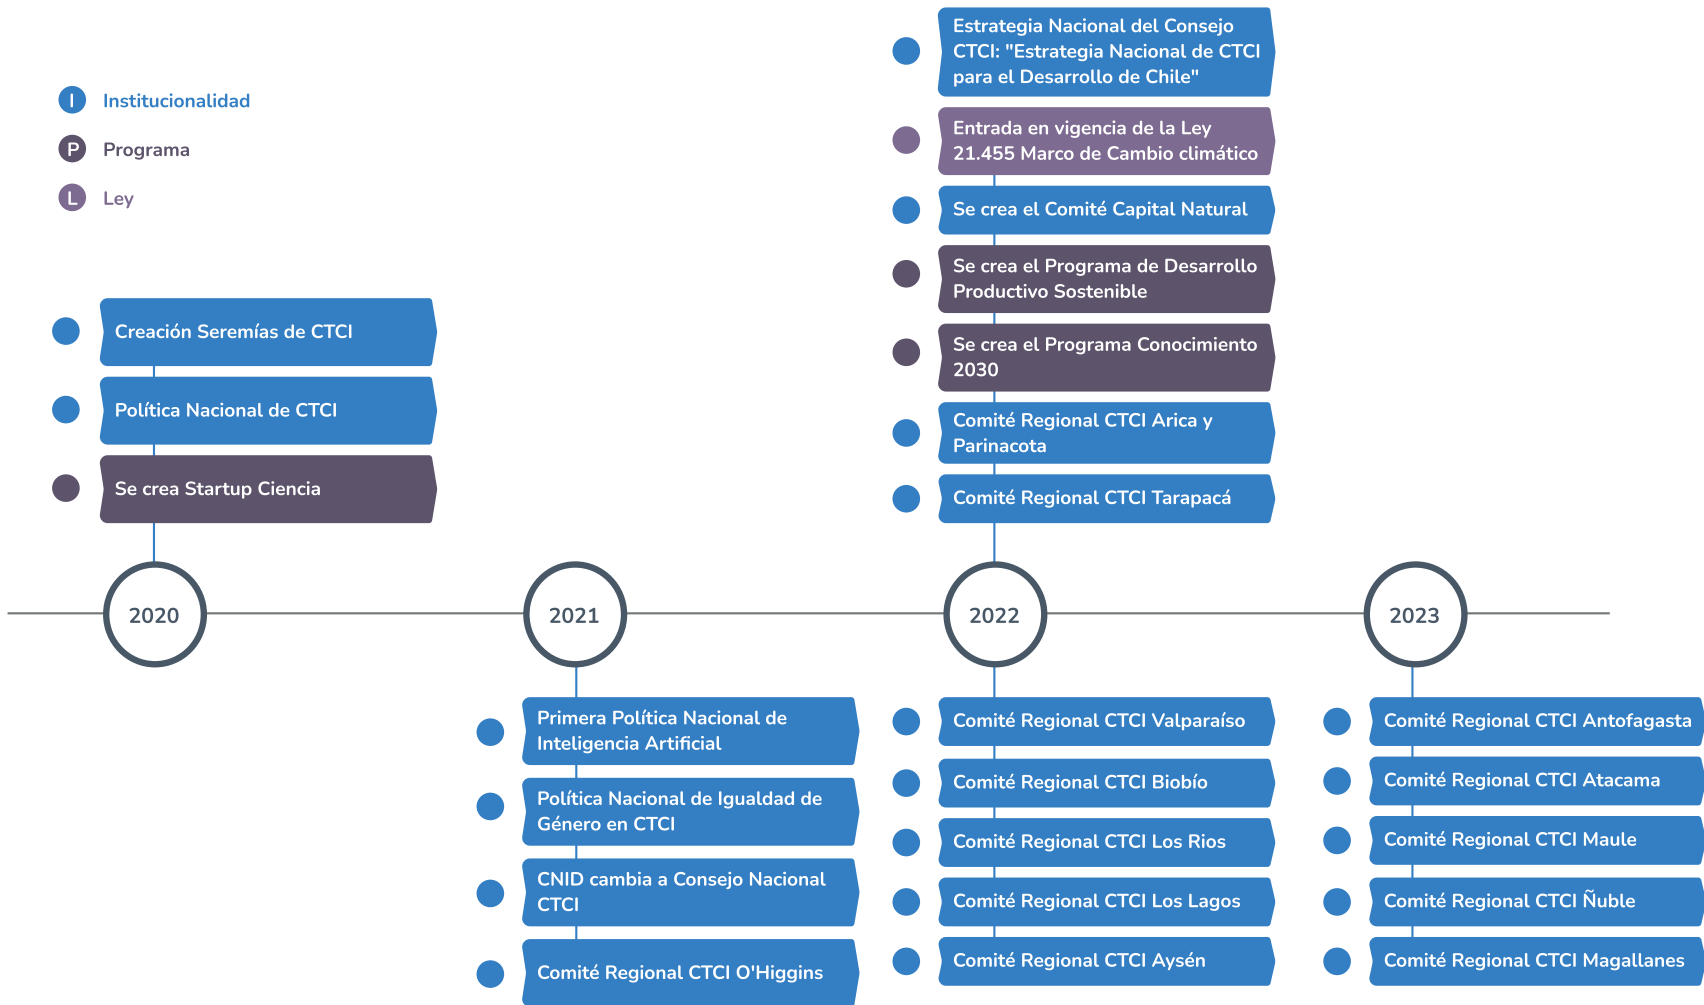 I Institucionalidad
P Programa
L Ley
Creación Seremías de CTCI
Política Nacional de CTCI
Se crea Startup Ciencia
2020
2021
Primera Política Nacional de
Inteligencia Artificial
Política Nacional de Igualdad de
Género en CTCI
CNID cambia a Consejo Nacional
CTCI
Comité Regional CTCI O'Higgins
Estrategia Nacional del Consejo
CTCI: "Estrategia Nacional de CTCI
para el Desarrollo de Chile"
Entrada en vigencia de la Ley
21.455 Marco de Cambio climático
Se crea el Comité Capital Natural
Se crea el Programa de Desarrollo
Productivo Sostenible
Se crea el Programa Conocimiento
2030
Comité Regional CTCI Arica y
Parinacota
Comité Regional CTCI Tarapacá
2022
Comité Regional CTCI Valparaíso
Comité Regional CTCI Biobío
Comité Regional CTCI Los Rios
Comité Regional CTCI Los Lagos
Comité Regional CTCI Aysén
2023
Comité Regional CTCI Antofagasta
Comité Regional CTCI Atacama
Comité Regional CTCI Maule
Comité Regional CTCI Ñuble
Comité Regional CTCI Magallanes